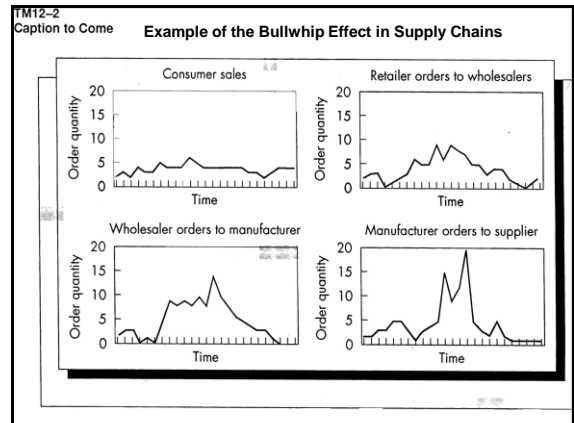 TM12–2
Caption to Come
Example of the Bullwhip Effect in Supply Chains
Consumer sales
Order quantity
20
15
10
5
0
Time
Retailer orders to wholesalers
Order quantity
20
15
10
5
0
Time
Wholesaler orders to manufacturer
Order quantity
20
15
10
5
0
Time
Manufacturer orders to supplier
Order quantity
20
15
10
5
0
Time